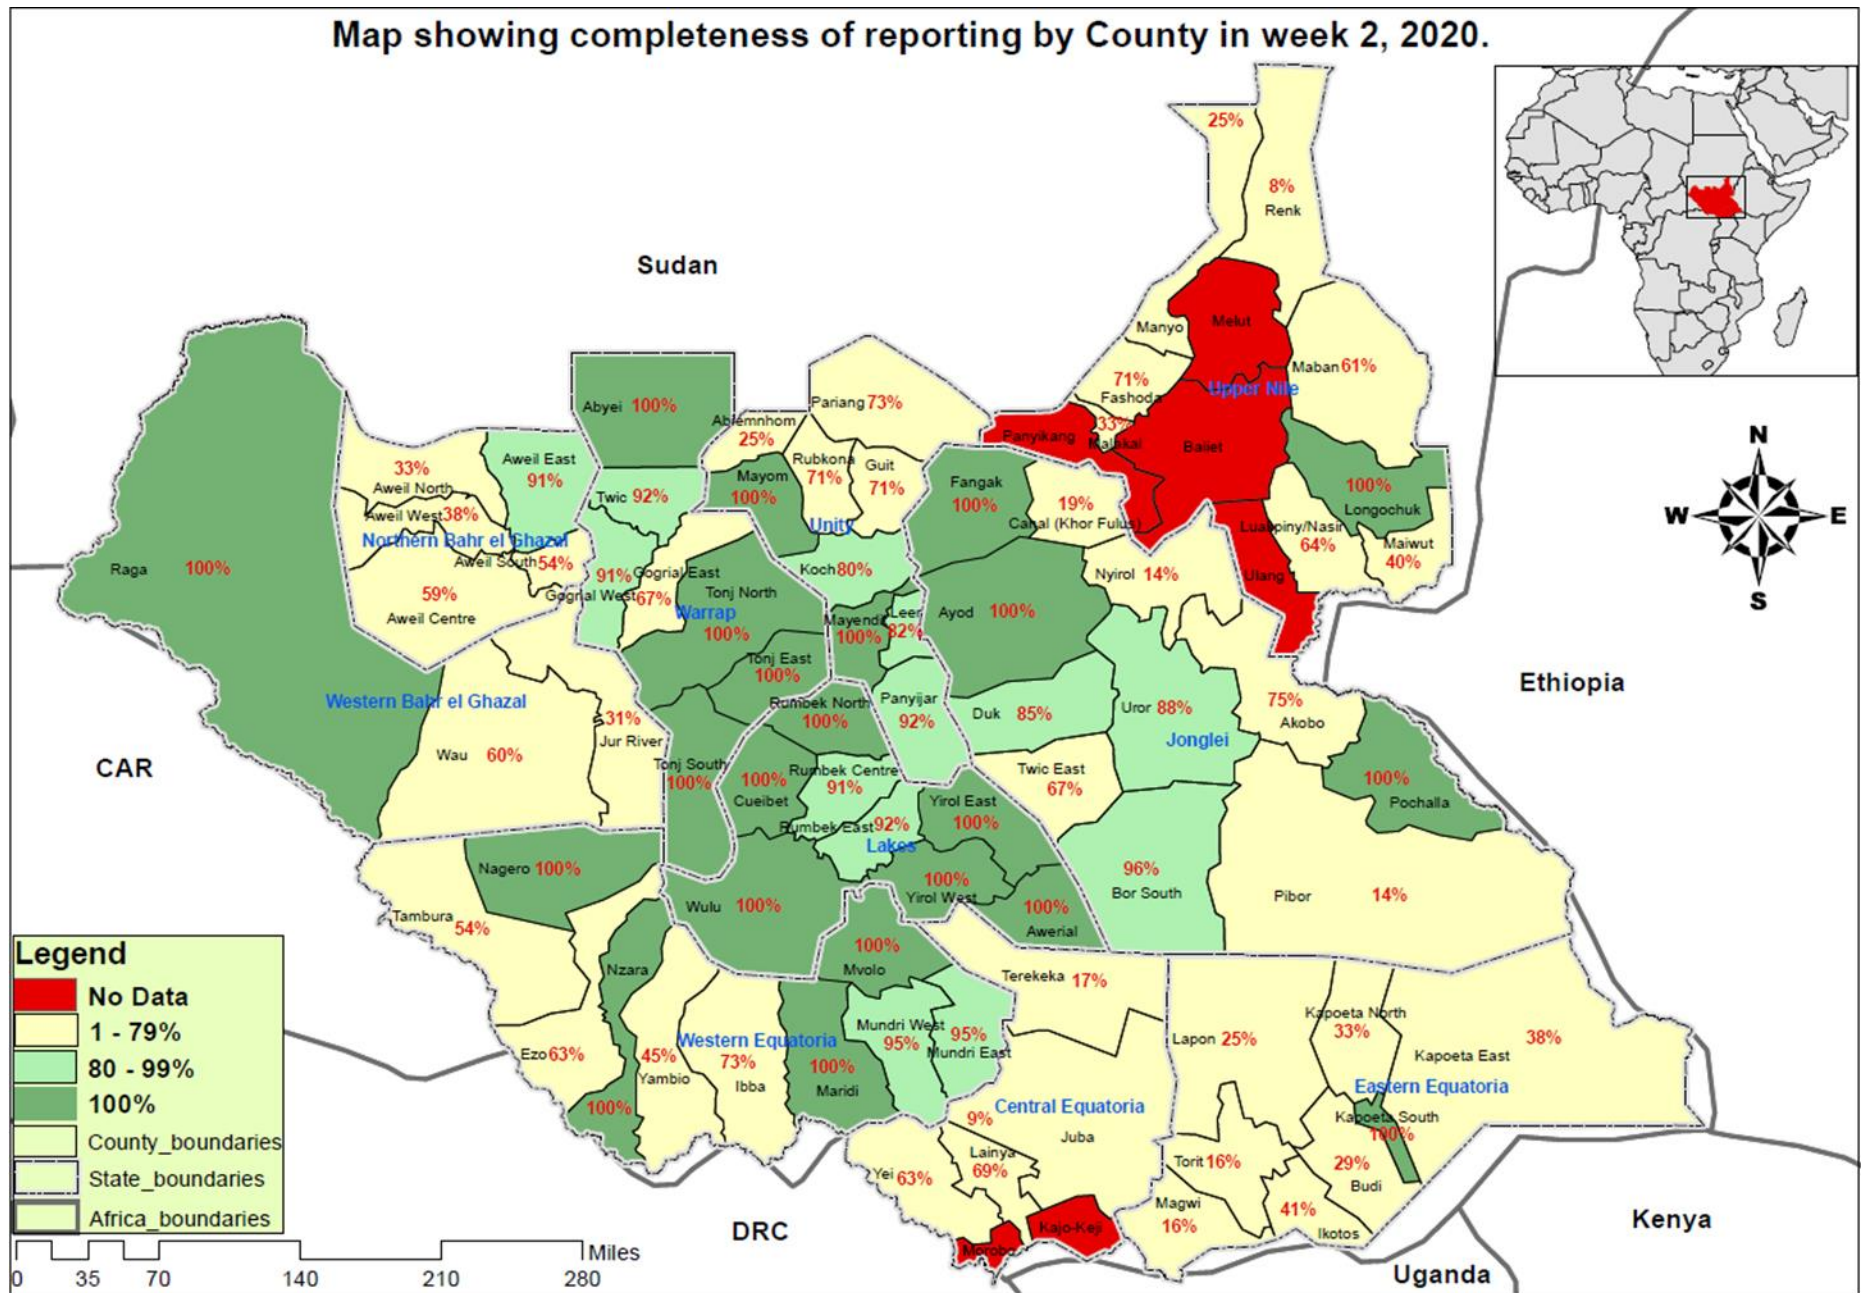 Map showing completeness of reporting by County in week 2, 2020.
25%
8%
Renk
Sudan
Melut
Manyo
Maban 61%
71%
Fashoda
Upper Nile
33%
Malakal
Panyikang
Baliet
Abyei 100%
Pariang 73%
Abiemnhom
25%
Aweil East
91%
33%
Aweil North
Aweil West 38%
Northern Bahr el Ghazal
Aweil South 54%
59%
Aweil Centre
Twic 92%
Mayom
100%
Rubkona
71%
Guit
71%
Unity
Fangak
100%
19%
Canal (Khor Fulus)
100%
Longochuk
Luakpiny/Nasir
64%
Maiwut
40%
Ulang
Nyirol 14%
Raga 100%
91%
Gogrial West
Gogrial East
67%
Warrap
Tonj North
100%
Koch 80%
Mayendit
100%
Leer
82%
Ayod 100%
Tonj East
100%
Rumbek North
100%
Panyijar
92%
Duk 85%
Uror 88%
75%
Akobo
Jonglei
Ethiopia
Western Bahr el Ghazal
31%
Jur River
Wau 60%
CAR
Tonj South
100%
100%
Cueibet
Rumbek Centre
91%
Rumbek East 92%
Lakes
Yirol East
100%
Twic East
67%
100%
Pochalla
Nagero 100%
Wulu 100%
100%
Yirol West
100%
Awerial
96%
Bor South
Pibor 14%
Tambura
54%
Nzara
100%
Mvolo
Terekeka 17%
Ezo 63%
45%
Yambio
Western Equatoria
73%
Ibba
100%
Maridi
Mundri West
95%
95%
Mundri East
100%
Lapon 25%
Kapoeta North
33%
38%
Kapoeta East
Eastern Equatoria
Kapoeta South
100%
Central Equatoria
9%
Juba
Lainya
69%
Yei 63%
Torit 16%
29%
Budi
Magwi
16%
41%
Ikotos
Kajo-Keji
Morobo
DRC
Kenya
Uganda
N
W E
S
Legend
No Data
1 - 79%
80 - 99%
100%
County_boundaries
State_boundaries
Africa_boundaries
Miles
0 35 70 140 210 280